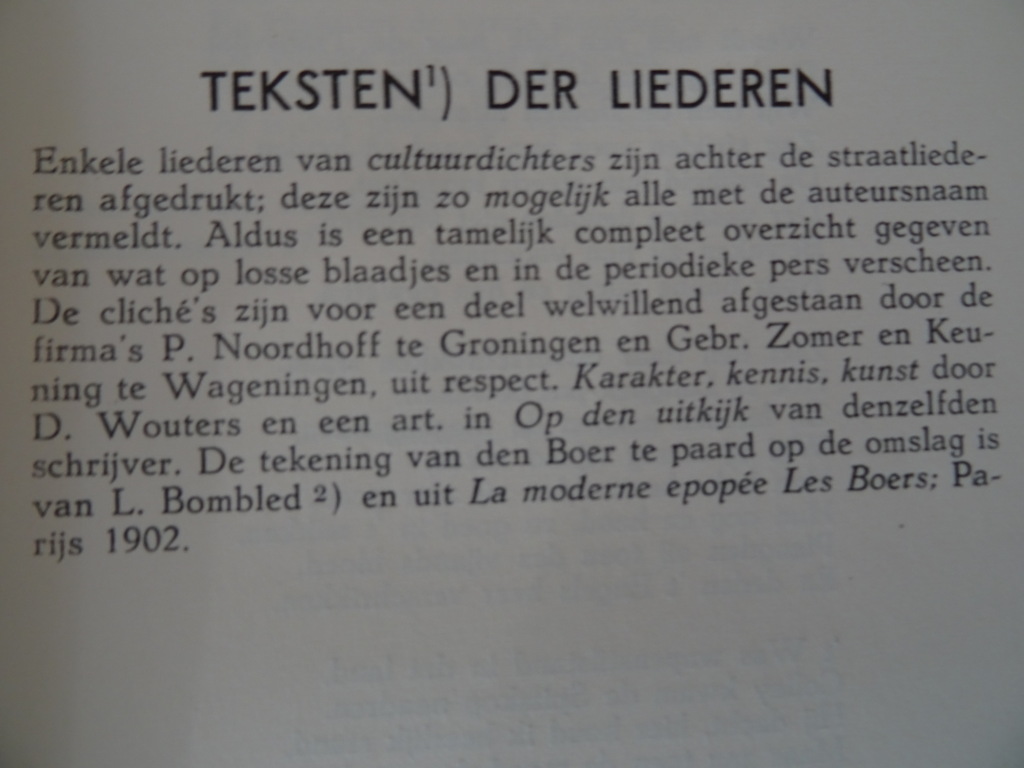 TEKSTEN¹) DER LIEDEREN
Enkele liederen van cultuurdichters zijn achter de straatliede-
ren afgedrukt; deze zijn zo mogelijk alle met de auteursnaam
vermeldt. Aldus is een tamelijk compleet overzicht gegeven
van wat op losse blaadjes en in de periodieke pers verscheen.
De cliché's zijn voor een deel welwillend afgestaan door de
firma's P. Noordhoff te Groningen en Gebr. Zomer en Keu-
ning te Wageningen, uit respect. Karakter, kennis, kunst door
D. Wouters en een art. in Op den uitkijk van denzelfden
schrijver. De tekening van den Boer te paard op de omslag is
van L. Bombled ²) en uit La moderne epopée Les Boers; Pa-
rijs 1902.